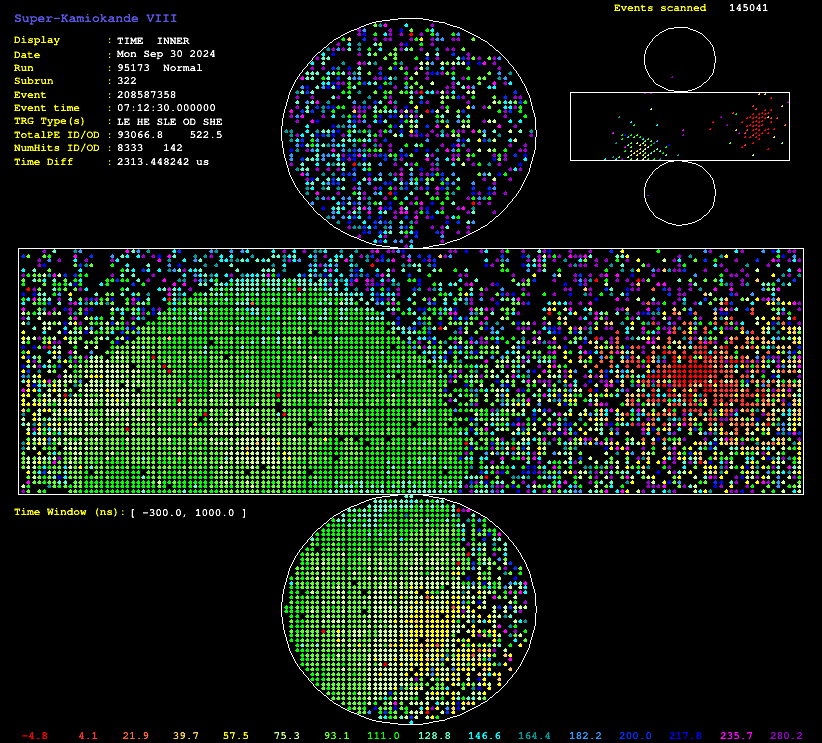 Super-Kamiokande VIII
Events scanned 145041
Display : TIME INNER
Date : Mon Sep 30 2024
Run : 95173 Normal
Subrun : 322
Event : 208587358
Event time : 07:12:30.000000
TRG Type(s) : LE HE SLE OD SHE
TotalPE ID/OD : 93066.8 522.5
NumHits ID/OD : 8333 142
Time Diff : 2313.448242 us
Time Window (ns): [ -300.0, 1000.0 ]
-4.8 4.1 21.9 39.7 57.5 75.3 93.1 111.0 128.8 146.6 164.4 182.2 200.0 217.8 235.7 280.2